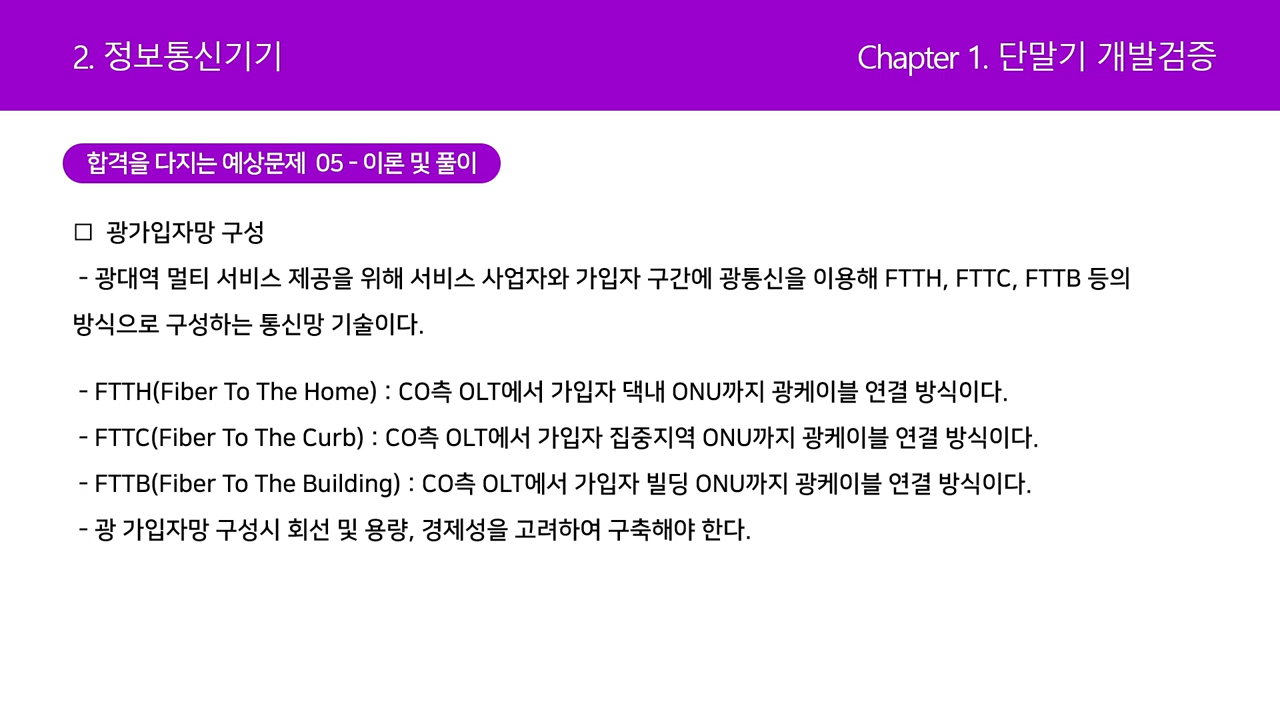 2. 정보통신기기
Chapter 1. 단말기 개발검증
합격을 다지는 예상문제 05 - 이론 및 풀이
□ 광가입자망 구성
- 광대역 멀티 서비스 제공을 위해 서비스 사업자와 가입자 구간에 광통신을 이용해 FTTH, FTTC, FTTB 등의
방식으로 구성하는 통신망 기술이다.
- FTTH(Fiber To The Home) : CO측 OLT에서 가입자 댁내 ONU까지 광케이블 연결 방식이다.
- FTTC(Fiber To The Curb) : CO측 OLT에서 가입자 집중지역 ONU까지 광케이블 연결 방식이다.
- FTTB(Fiber To The Building) : CO측 OLT에서 가입자 빌딩 ONU까지 광케이블 연결 방식이다.
- 광 가입자망 구성시 회선 및 용량, 경제성을 고려하여 구축해야 한다.